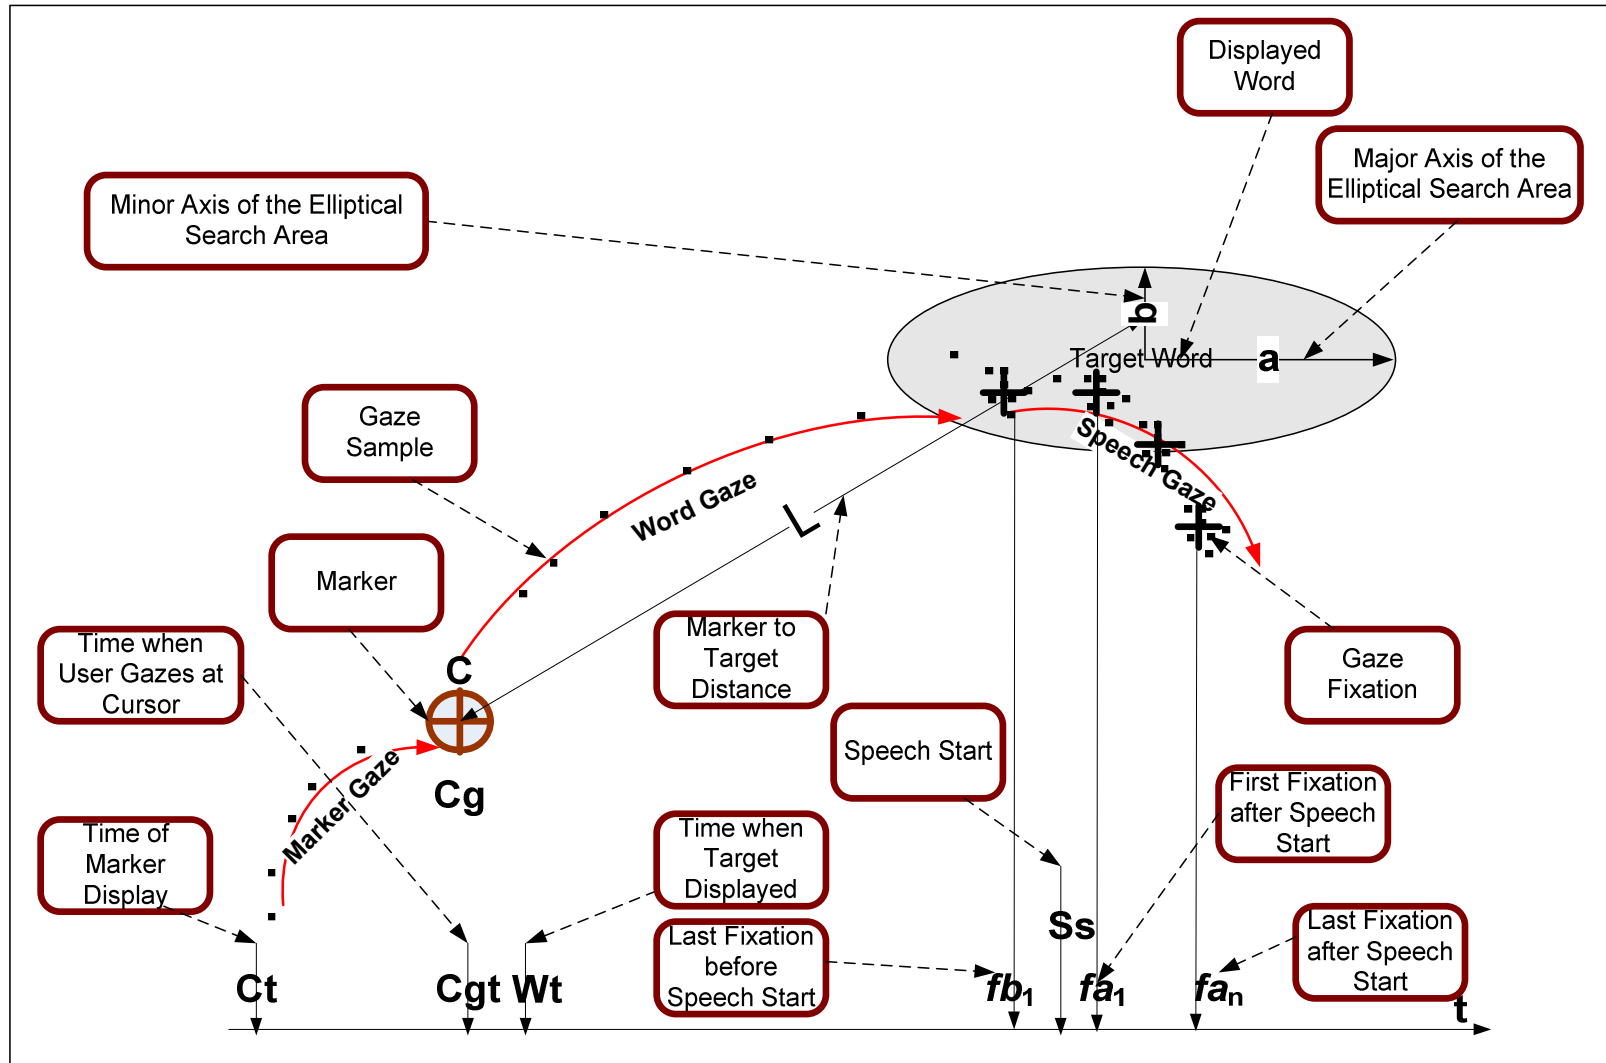 Displayed
Word
Major Axis of the
Elliptical Search Area
Minor Axis of the Elliptical
Search Area
b
Target Word
a
Gaze
Sample
Speech Gaze
Word Gaze
L
Marker
Marker to
Target
Distance
Gaze
Fixation
Time when
User Gazes at
Cursor
C
Speech Start
Marker Gaze
Cg
First Fixation
after Speech
Start
Time of
Marker
Display
Time when
Target
Displayed
Ss
Last Fixation
before
Speech Start
Last Fixation
after Speech
Start
Ct
Cgt
Wt
fb1
fa1
fan
t